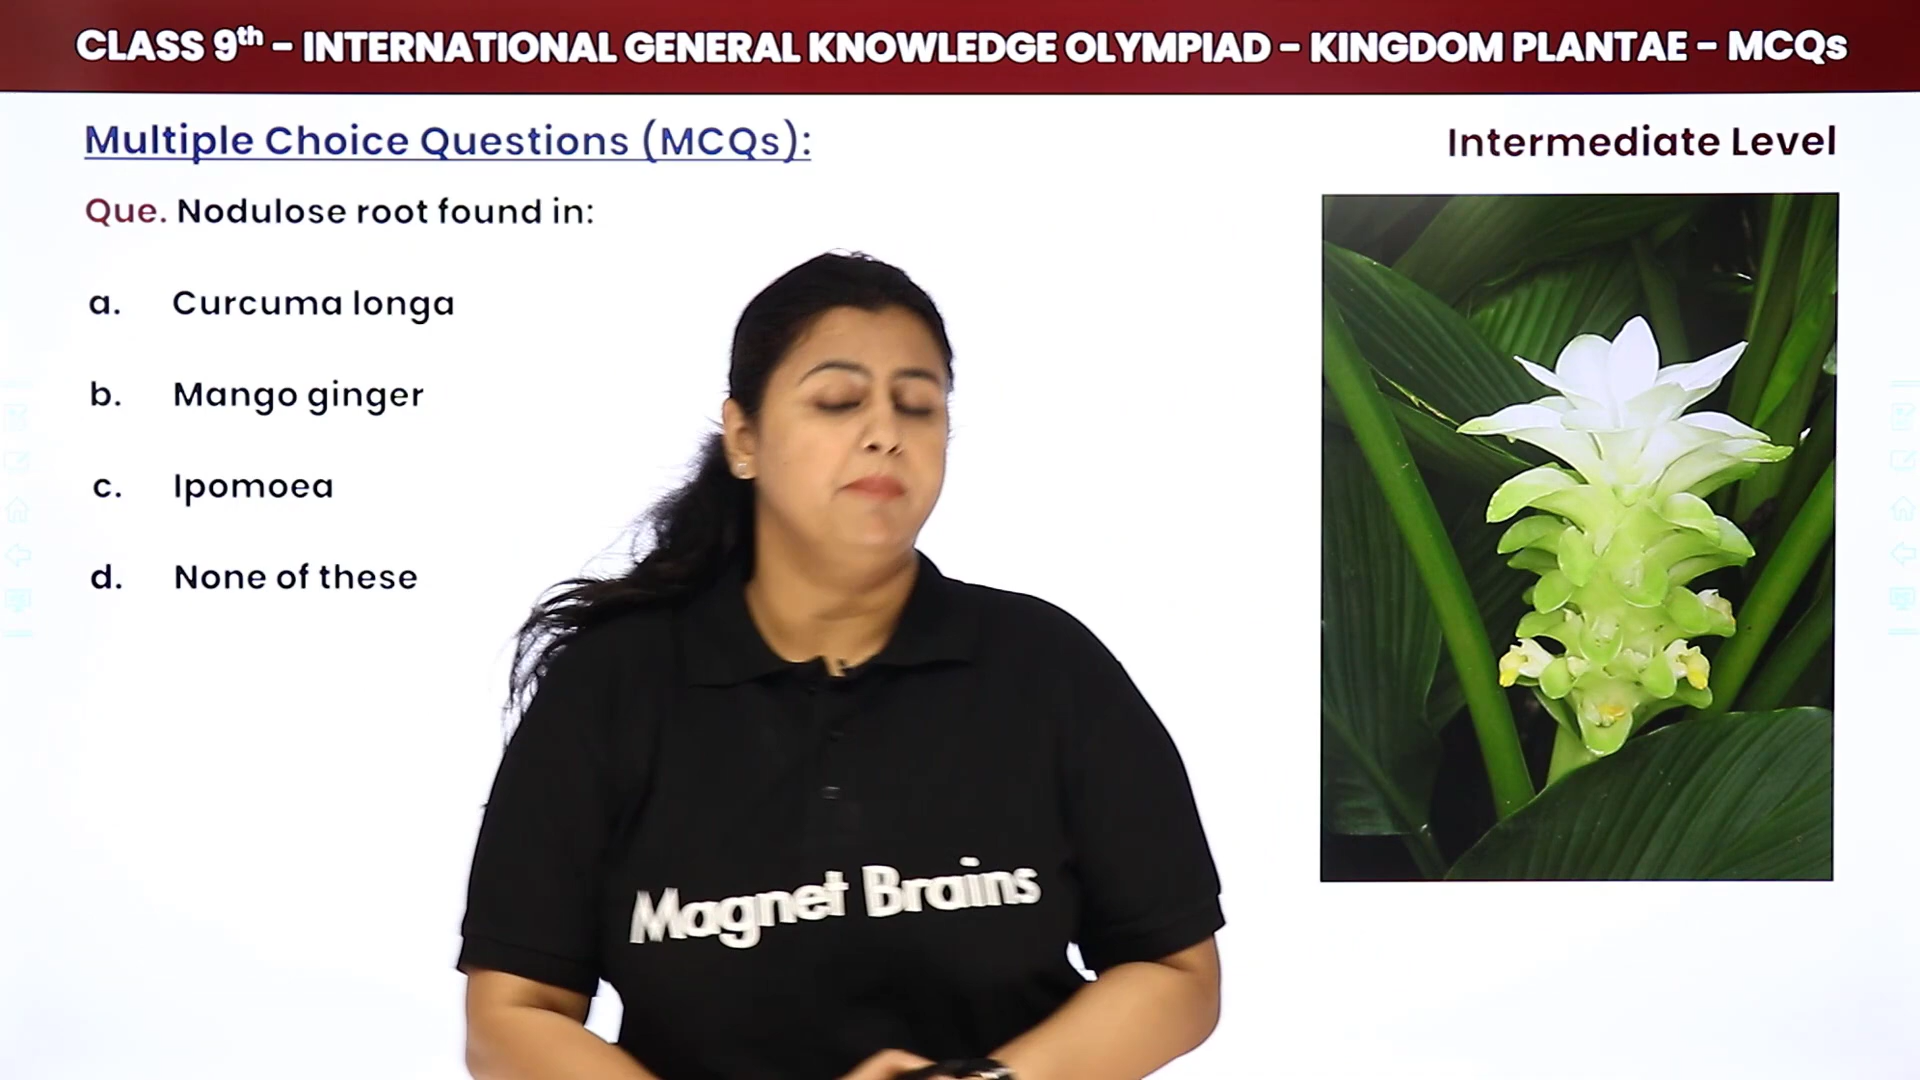 CLASS 9th – INTERNATIONAL GENERAL KNOWLEDGE OLYMPIAD – KINGDOM PLANTAE – MCQs
Multiple Choice Questions (MCQs):
Intermediate Level
Que. Nodulose root found in:
a. Curcuma longa
b. Mango ginger
c. Ipomoea
d. None of these
Magnet Brains